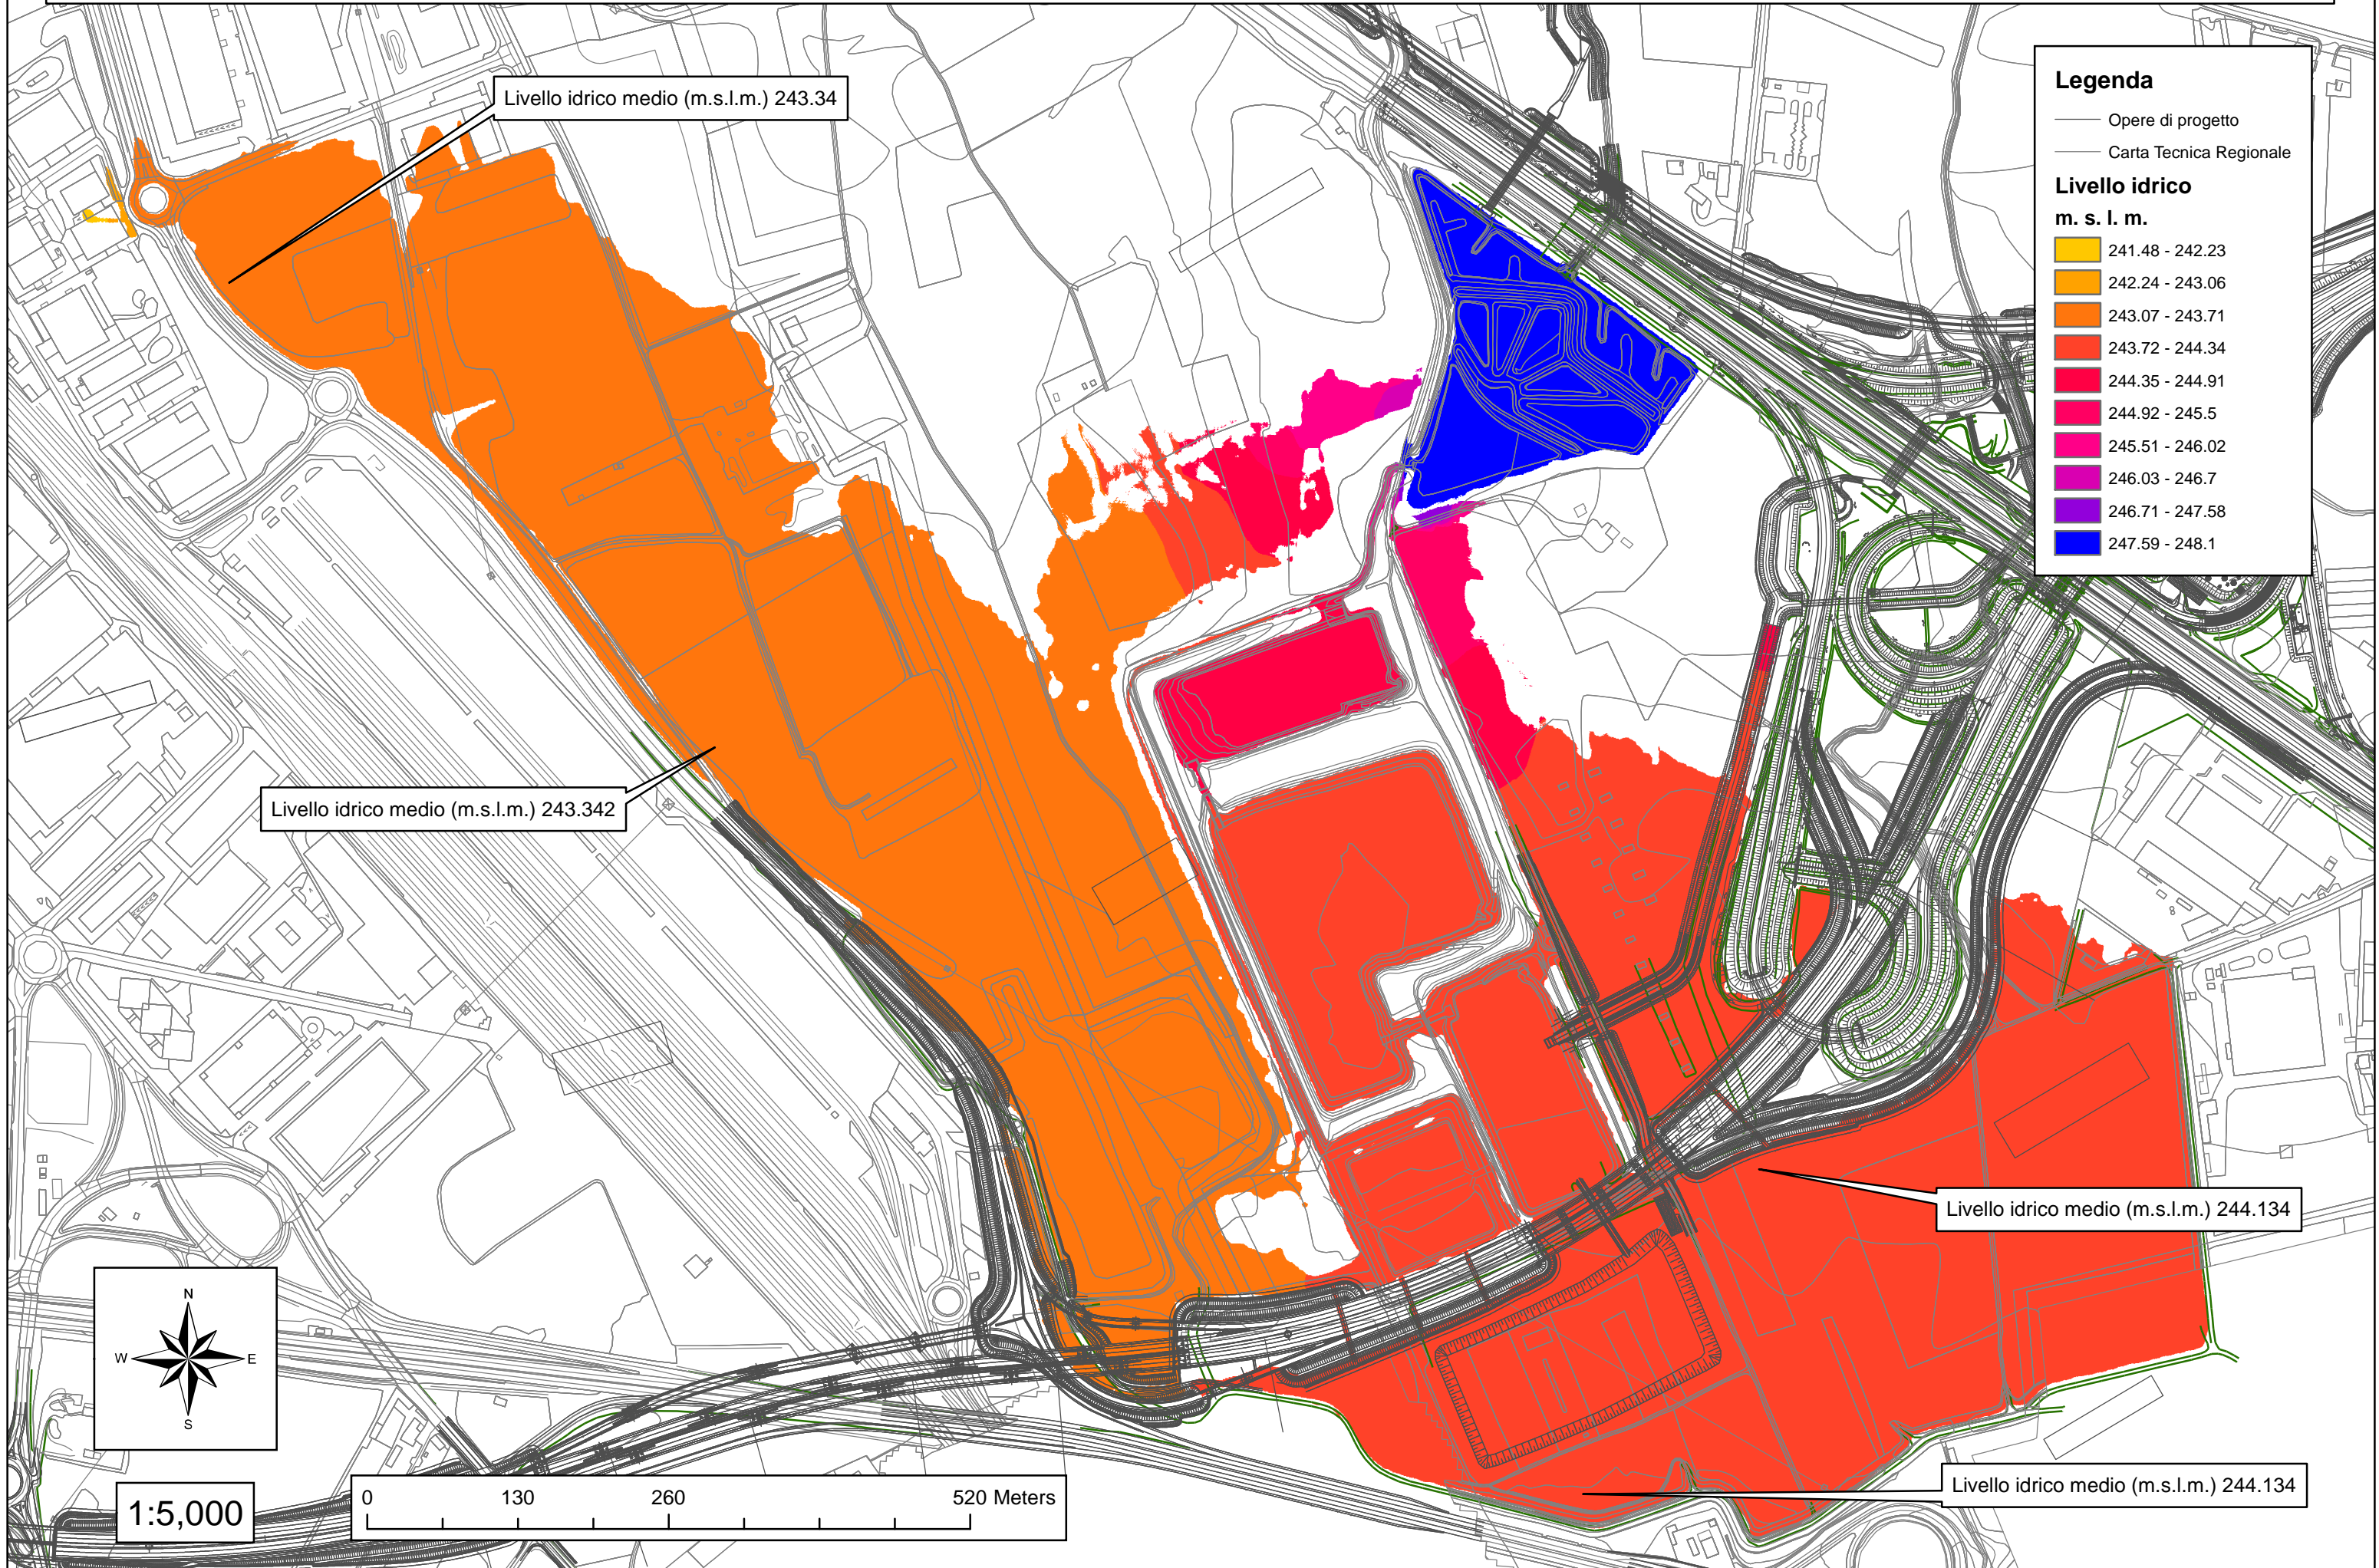 Livello idrico medio (m.s.l.m.) 243.34
Legenda
Opere di progetto
Carta Tecnica Regionale
Livello idrico
m. s. l. m.
241.48 - 242.23
242.24 - 243.06
243.07 - 243.71
243.72 - 244.34
244.35 - 244.91
244.92 - 245.5
245.51 - 246.02
246.03 - 246.7
246.71 - 247.58
247.59 - 248.1
Livello idrico medio (m.s.l.m.) 243.342
Livello idrico medio (m.s.l.m.) 244.134
N
W E
S
Livello idrico medio (m.s.l.m.) 244.134
1:5,000
0 130 260 520 Meters